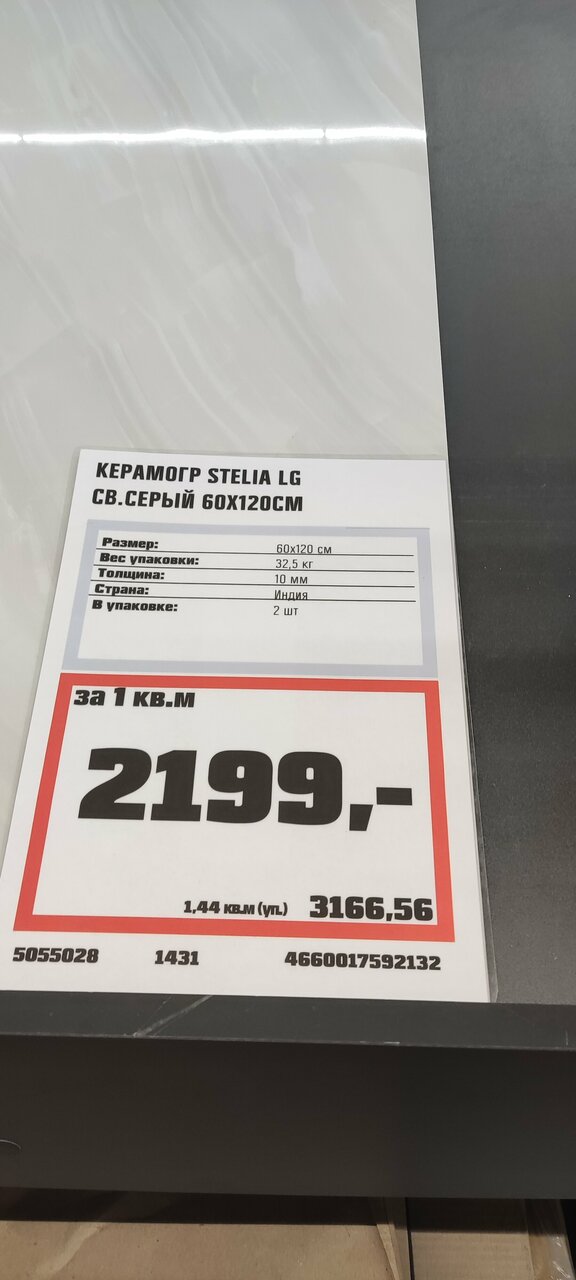 КЕРАМОГР STELIA LG
СВ.СЕРЫЙ 60X120СМ
Размер: 60х120 см
Вес упаковки: 32,5 кг
Толщина: 10 мм
Страна: Индия
В упаковке: 2 шт
за 1 кв.м
2199,-
1,44 кв.м (уп.) 3166,56
5055028 1431 4660017592132